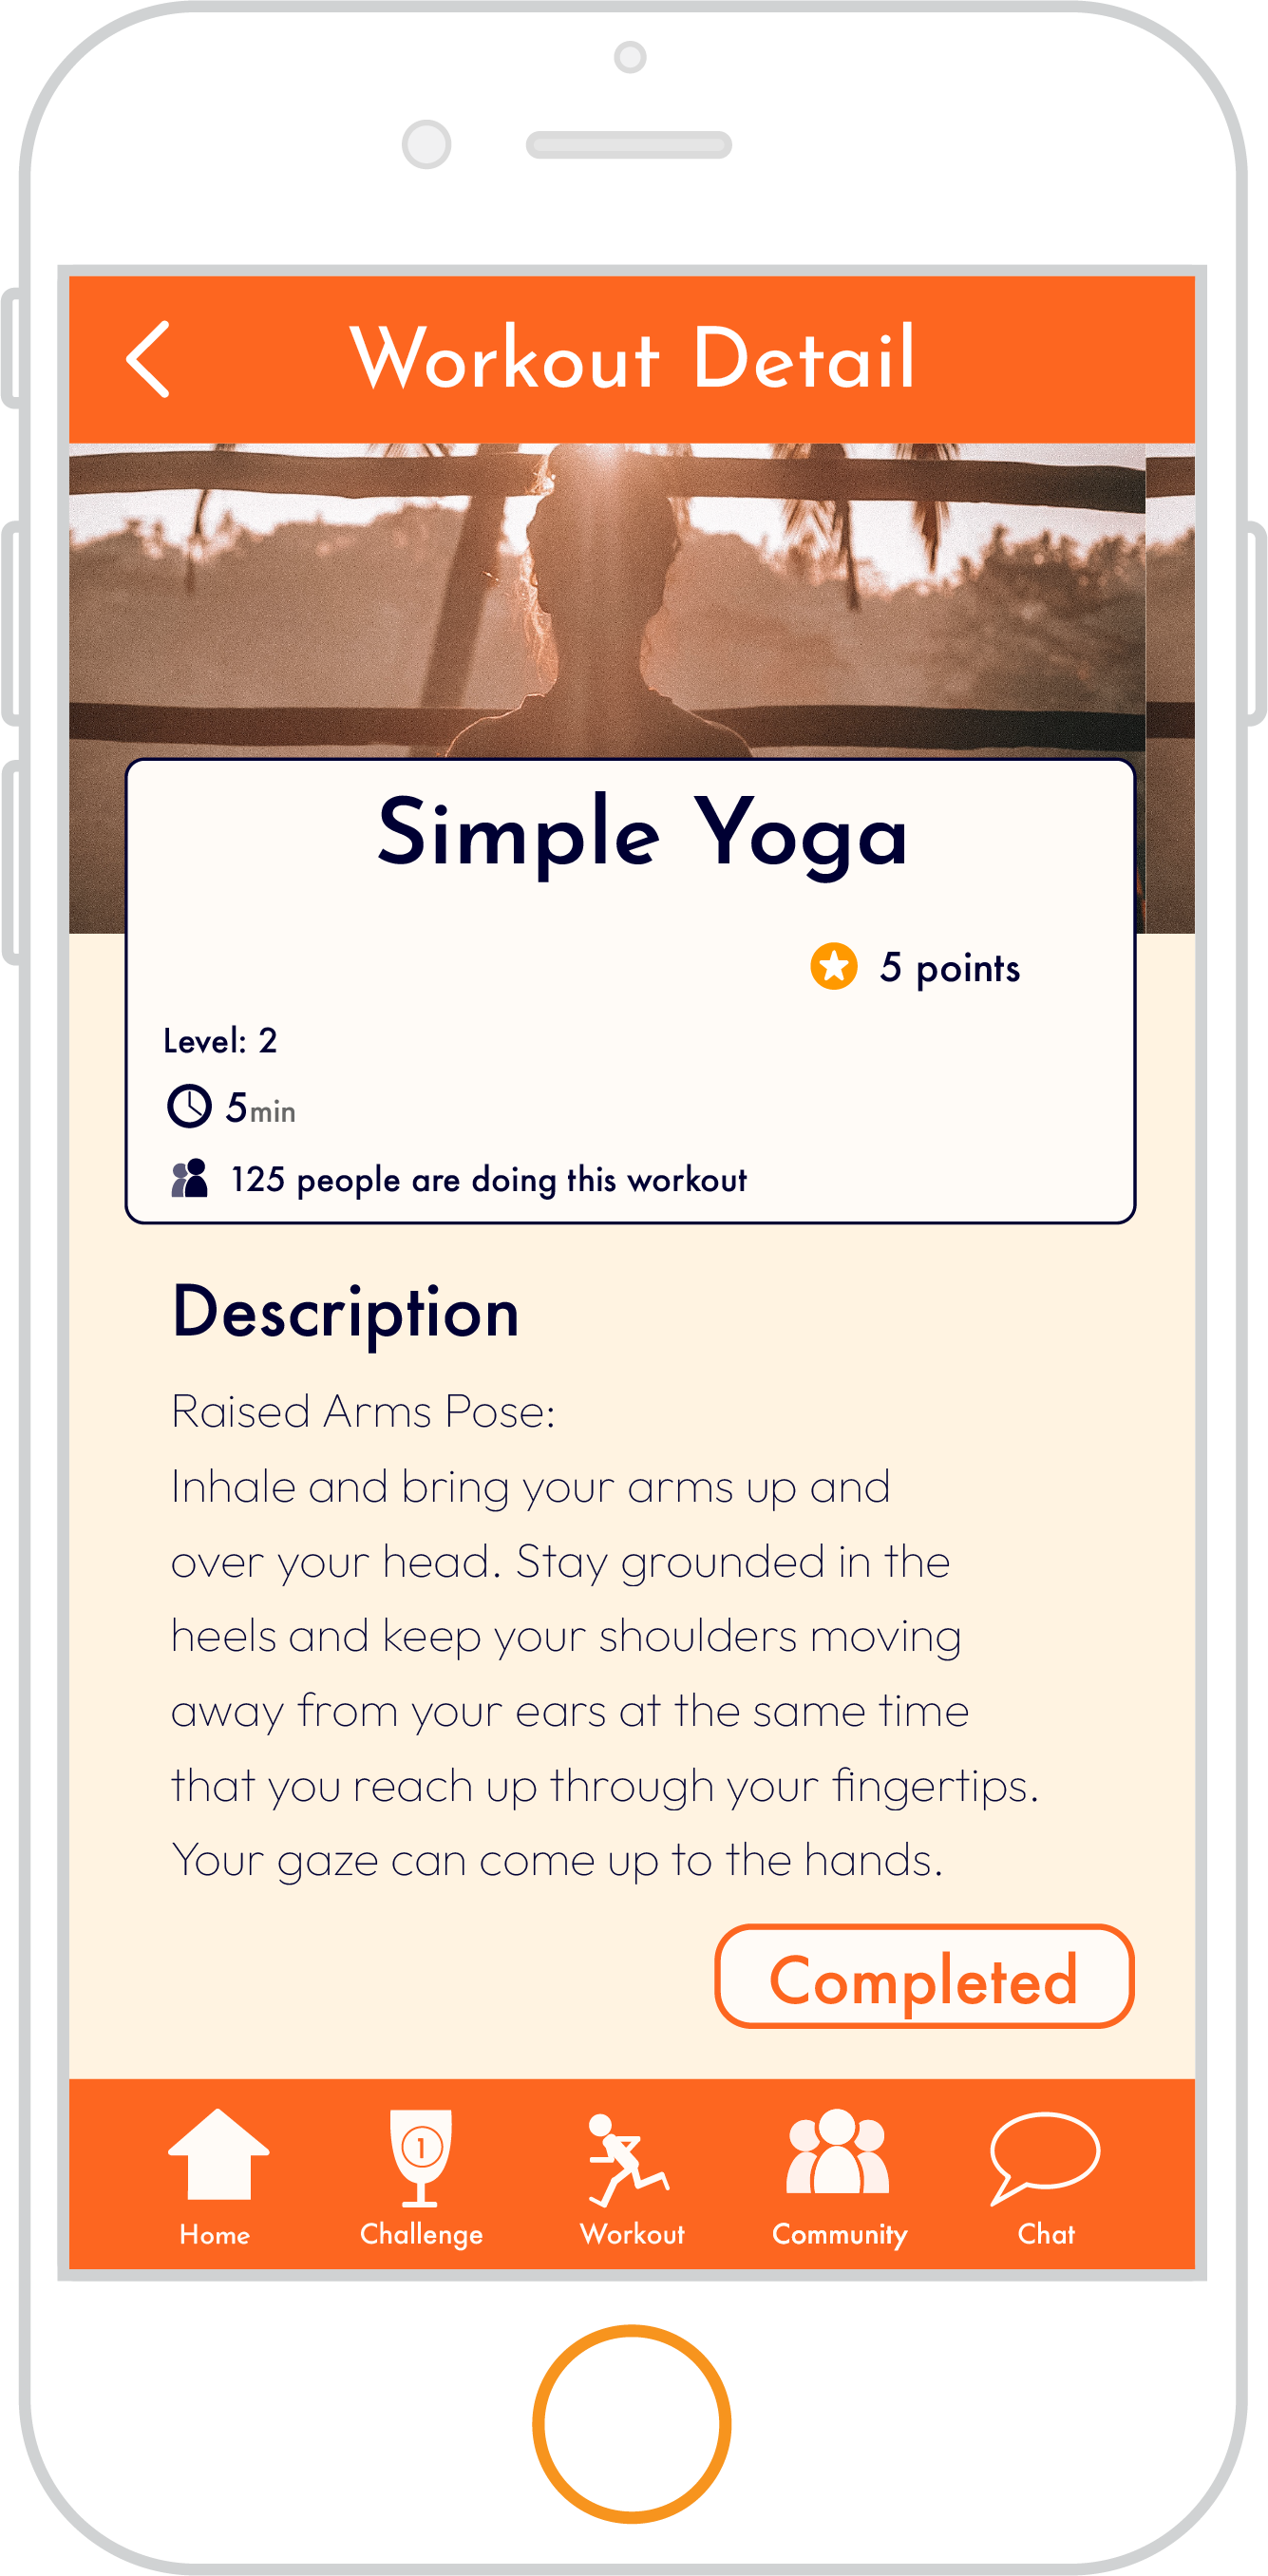 Workout Detail
Simple Yoga
5 points
Level: 2
5min
125 people are doing this workout
Description
Raised Arms Pose:
Inhale and bring your arms up and
over your head. Stay grounded in the
heels and keep your shoulders moving
away from your ears at the same time
that you reach up through your fingertips.
Your gaze can come up to the hands.
Completed
1
Home Challenge Workout Community Chat